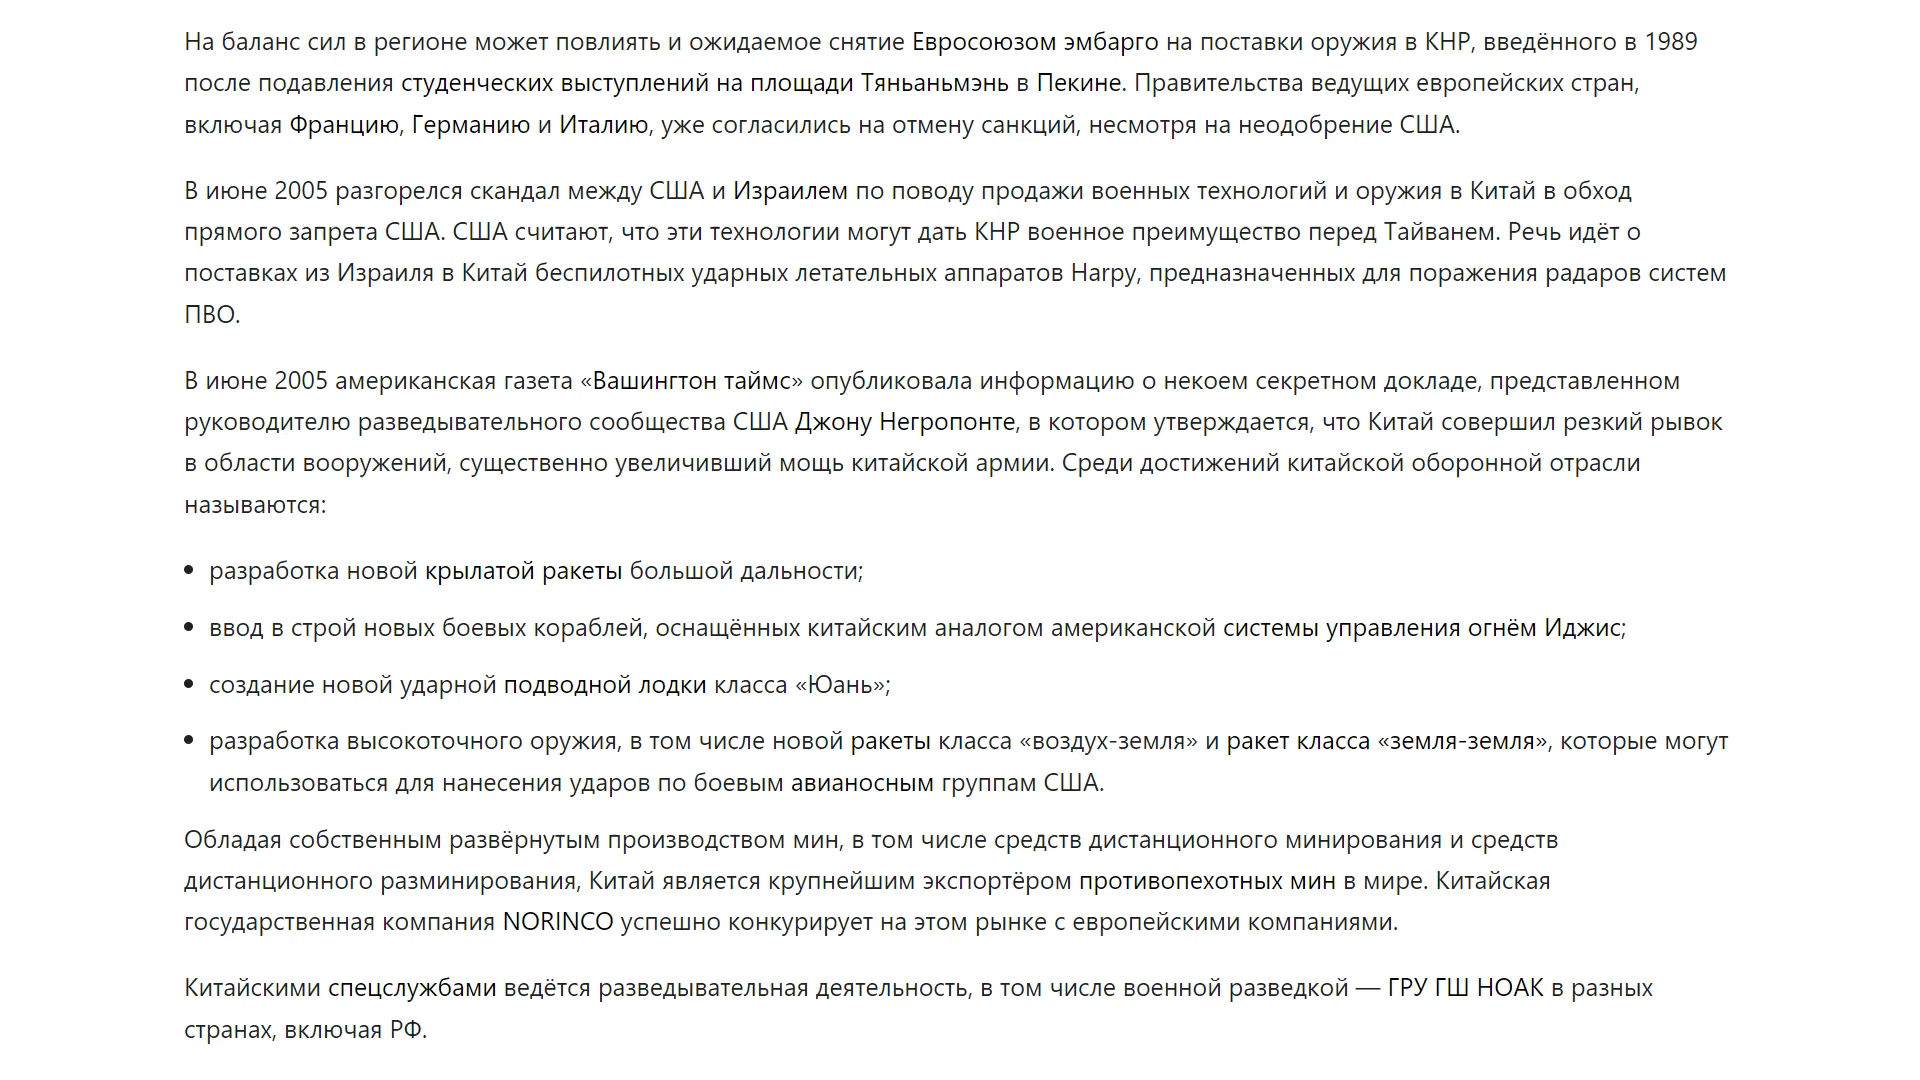 На баланс сил в регионе может повлиять и ожидаемое снятие Евросоюзом эмбарго на поставки оружия в КНР, введённого в 1989
после подавления студенческих выступлений на площади Тяньаньмэнь в Пекине. Правительства ведущих европейских стран,
включая Францию, Германию и Италию, уже согласились на отмену санкций, несмотря на неодобрение США.
В июне 2005 разгорелся скандал между США и Израилем по поводу продажи военных технологий и оружия в Китай в обход
прямого запрета США. США считают, что эти технологии могут дать КНР военное преимущество перед Тайванем. Речь идёт о
поставках из Израиля в Китай беспилотных ударных летательных аппаратов Harpy, предназначенных для поражения радаров систем
ПВО.
В июне 2005 американская газета «Вашингтон таймс» опубликовала информацию о некоем секретном докладе, представленном
руководителю разведывательного сообщества США Джону Негропонте, в котором утверждается, что Китай совершил резкий рывок
в области вооружений, существенно увеличивший мощь китайской армии. Среди достижений китайской оборонной отрасли
называются:
• разработка новой крылатой ракеты большой дальности;
• ввод в строй новых боевых кораблей, оснащённых китайским аналогом американской системы управления огнём Иджис;
• создание новой ударной подводной лодки класса «Юань»;
• разработка высокоточного оружия, в том числе новой ракеты класса «воздух-земля» и ракет класса «земля-земля», которые могут
использоваться для нанесения ударов по боевым авианосным группам США.
Обладая собственным развёрнутым производством мин, в том числе средств дистанционного минирования и средств
дистанционного разминирования, Китай является крупнейшим экспортёром противопехотных мин в мире. Китайская
государственная компания NORINCO успешно конкурирует на этом рынке с европейскими компаниями.
Китайскими спецслужбами ведётся разведывательная деятельность, в том числе военной разведкой — ГРУ ГШ НОАК в разных
странах, включая РФ.